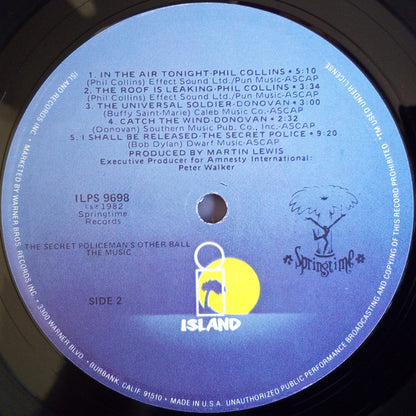 1. IN THE AIR TONIGHT-PHIL COLLINS • 5:10
(Phil Collins) Effect Sound Ltd./Pun Music-ASCAP
2. THE ROOF IS LEAKING-PHIL COLLINS • 3:34
(Phil Collins) Effect Sound Ltd./Pun Music-ASCAP
3. THE UNIVERSAL SOLDIER-DONOVAN • 3:00
(Buffy Saint-Marie) Caleb Music Co.-ASCAP
4. CATCH THE WIND-DONOVAN • 2:32
(Donovan) Southern Music Pub. Co., Inc.-ASCAP
5. I SHALL BE RELEASED-THE SECRET POLICE • 9:20
(Bob Dylan) Dwarf Music-ASCAP
PRODUCED BY MARTIN LEWIS
Executive Producer for Amnesty International:
Peter Walker
ILPS 9698
1982
Springtime
Records
Springtime
THE SECRET POLICEMAN'S OTHER BALL
THE MUSIC
SIDE 2
ISLAND
ISLAND RECORDS INC. • MARKETED BY WARNER BROS. RECORDS INC. • 3300 WARNER BLVD. • BURBANK, CALIF. 91510 • MADE IN U.S.A. UNAUTHORIZED PUBLIC PERFORMANCE BROADCASTING AND COPYING OF THIS RECORD PROHIBITED • TM USED UNDER LICENSE